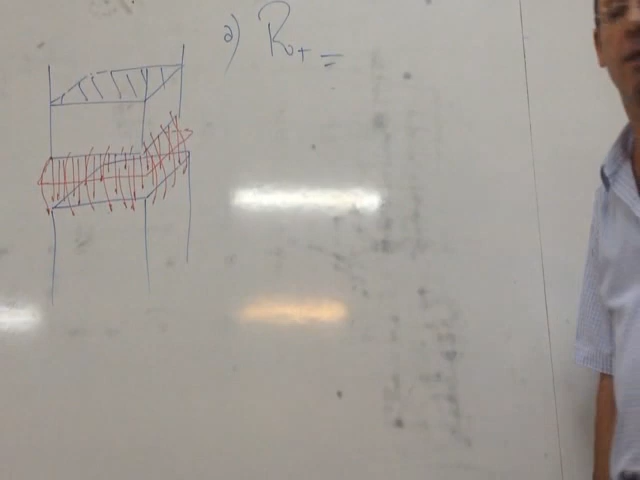 a) R₊ =